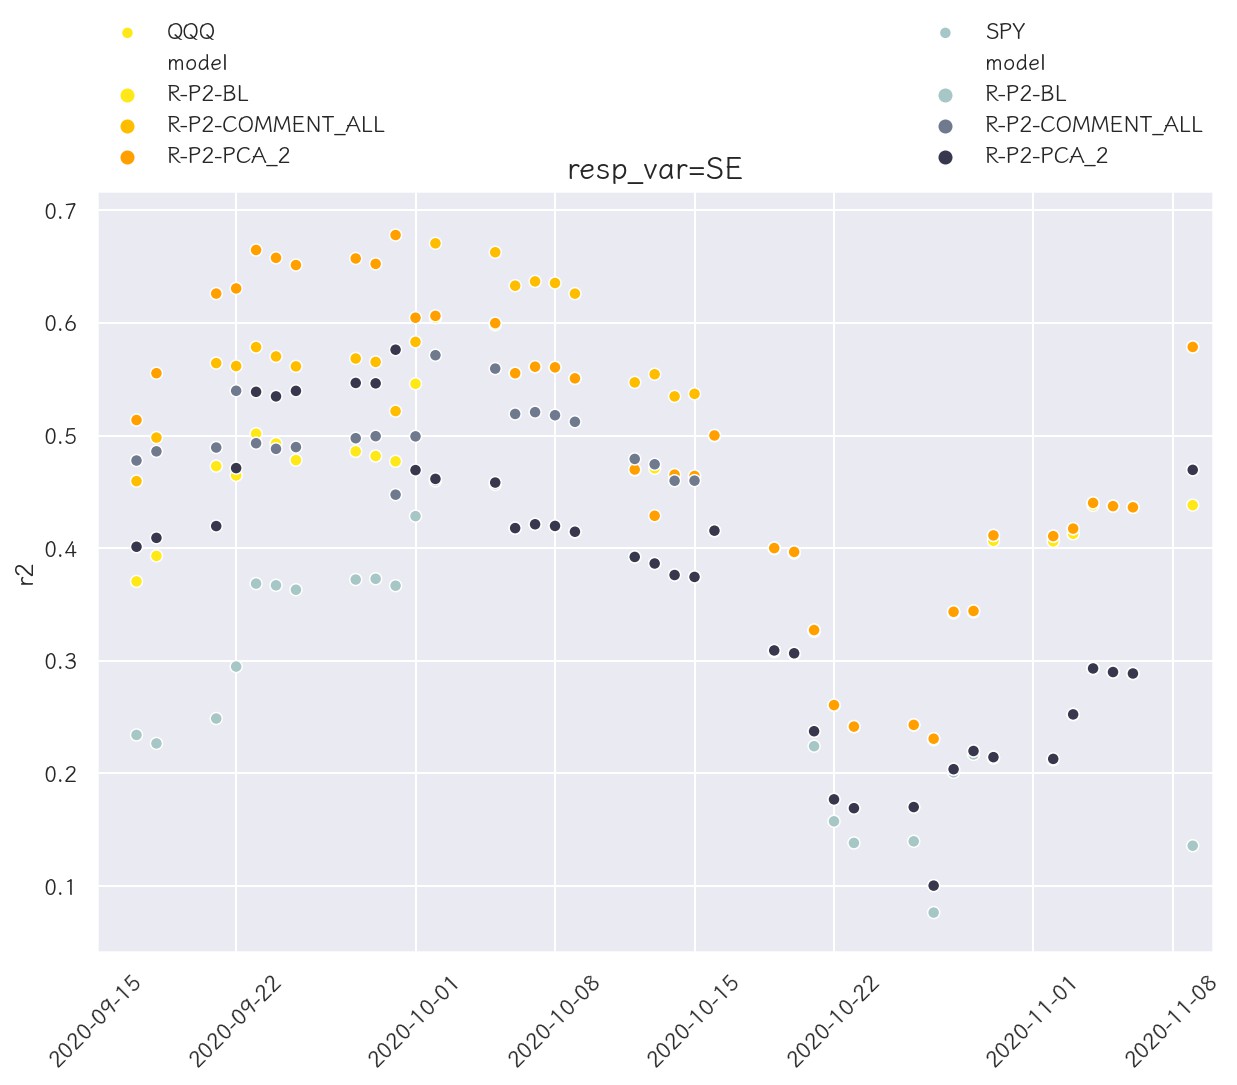 QQQ
model
R-P2-BL
R-P2-COMMENT_ALL
R-P2-PCA_2
SPY
model
R-P2-BL
R-P2-COMMENT_ALL
R-P2-PCA_2
resp_var=SE
0.7
0.6
0.5
0.4
0.3
0.2
0.1
r2
2020-09-15
2020-09-22
2020-10-01
2020-10-08
2020-10-15
2020-10-22
2020-11-01
2020-11-08